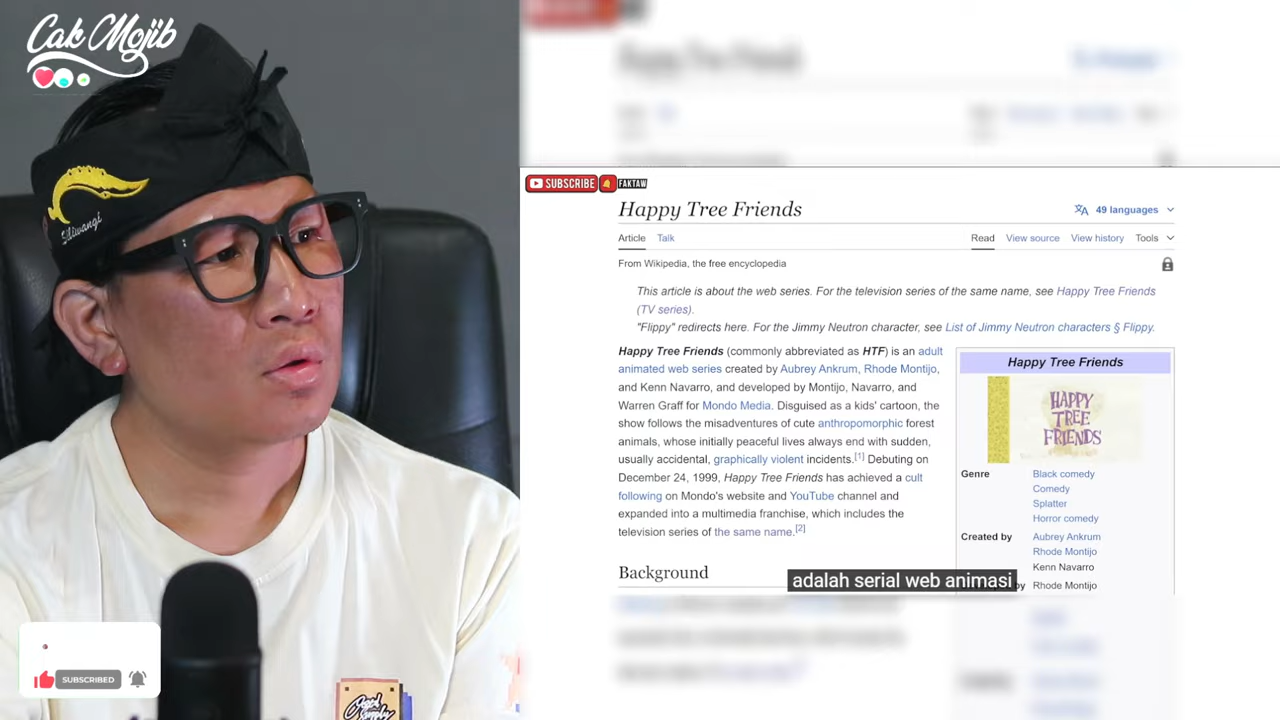 Cak Mojib
Siliwangi
SUBSCRIBE
FAKTAW
Happy Tree Friends
49 languages
Article Talk
Read View source View history Tools
From Wikipedia, the free encyclopedia
This article is about the web series. For the television series of the same name, see Happy Tree Friends
(TV series).
"Flippy" redirects here. For the Jimmy Neutron character, see List of Jimmy Neutron characters § Flippy.
Happy Tree Friends (commonly abbreviated as HTF) is an adult
animated web series created by Aubrey Ankrum, Rhode Montijo,
and Kenn Navarro, and developed by Montijo, Navarro, and
Warren Graff for Mondo Media. Disguised as a kids' cartoon, the
show follows the misadventures of cute anthropomorphic forest
animals, whose initially peaceful lives always end with sudden,
usually accidental, graphically violent incidents.[1] Debuting on
December 24, 1999, Happy Tree Friends has achieved a cult
following on Mondo's website and YouTube channel and
expanded into a multimedia franchise, which includes the
television series of the same name.[2]
Background
Happy Tree Friends
HAPPY
TREE
FRIENDS
Genre Black comedy
Comedy
Splatter
Horror comedy
Created by Aubrey Ankrum
Rhode Montijo
Kenn Navarro
by Rhode Montijo
adalah serial web animasi
SUBSCRIBED